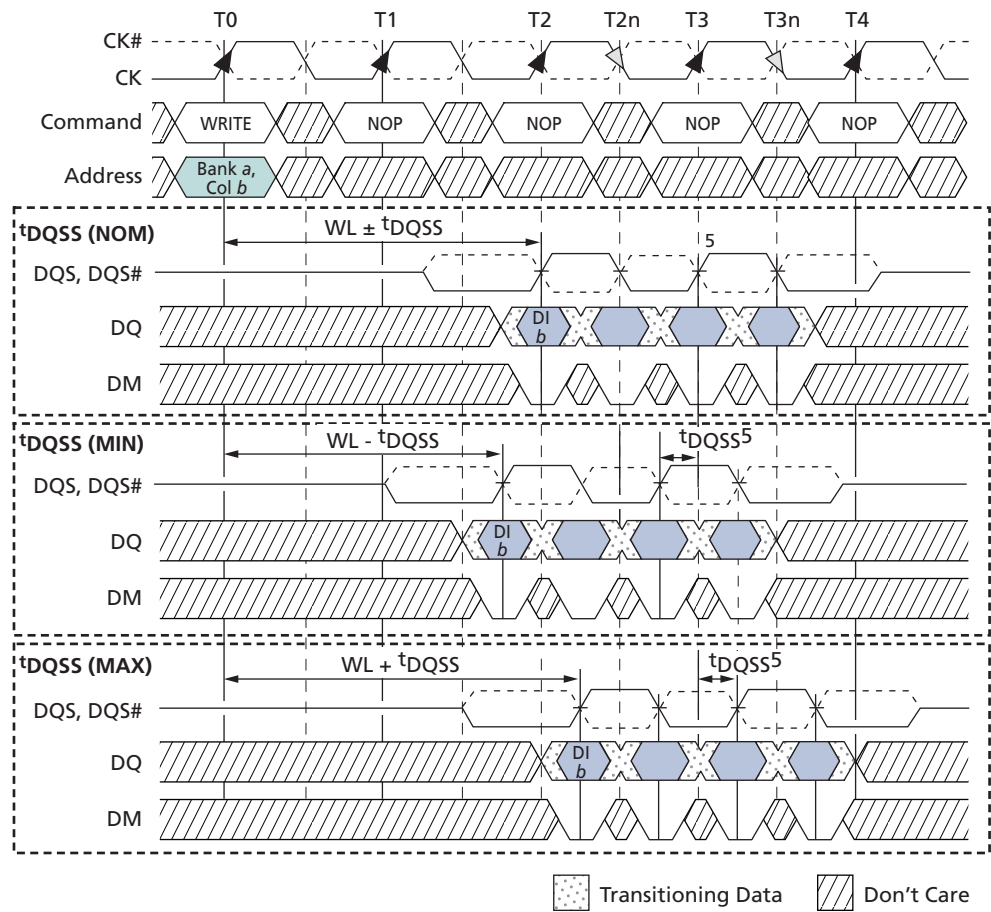 T0 T1 T2 T2n T3 T3n T4
CK#
CK
Command WRITE NOP NOP NOP NOP
Address Bank a,
Col b
tDQSS (NOM) WL ± tDQSS
5
DQS, DQS#
DQ DI
b
DM
tDQSS (MIN) WL - tDQSS tDQSS5
DQS, DQS#
DQ DI
b
DM
tDQSS (MAX) WL + tDQSS tDQSS5
DQS, DQS#
DQ DI
b
DM
Transitioning Data Don't Care